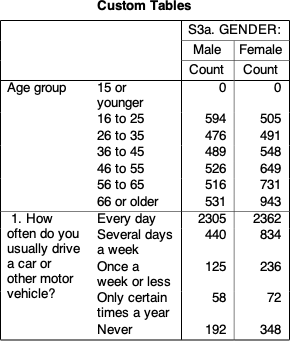 Custom Tables
S3a. GENDER:
Male Female
Count Count
Age group 15 or younger 0 0
16 to 25 594 505
26 to 35 476 491
36 to 45 489 548
46 to 55 526 649
56 to 65 516 731
66 or older 531 943
1. How often do you usually drive a car or other motor vehicle? Every day 2305 2362
Several days a week 440 834
Once a week or less 125 236
Only certain times a year 58 72
Never 192 348